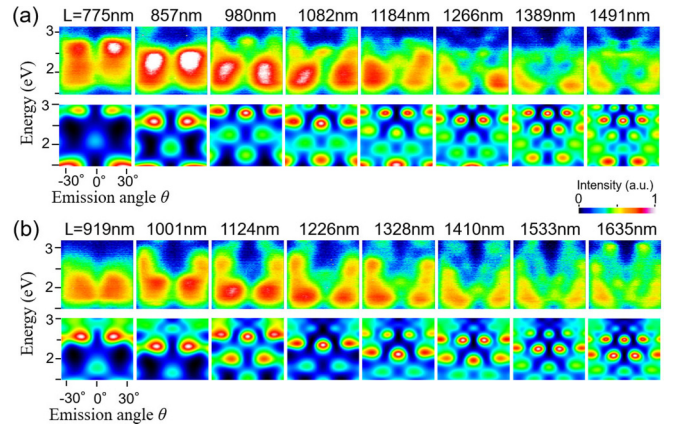 (a) L=775nm 857nm 980nm 1082nm 1184nm 1266nm 1389nm 1491nm
3
2
Energy (eV)
3
2
-30° 0° 30°
Emission angle θ
Intensity (a.u.)
0 1
(b) L=919nm 1001nm 1124nm 1226nm 1328nm 1410nm 1533nm 1635nm
3
2
Energy (eV)
3
2
-30° 0° 30°
Emission angle θ